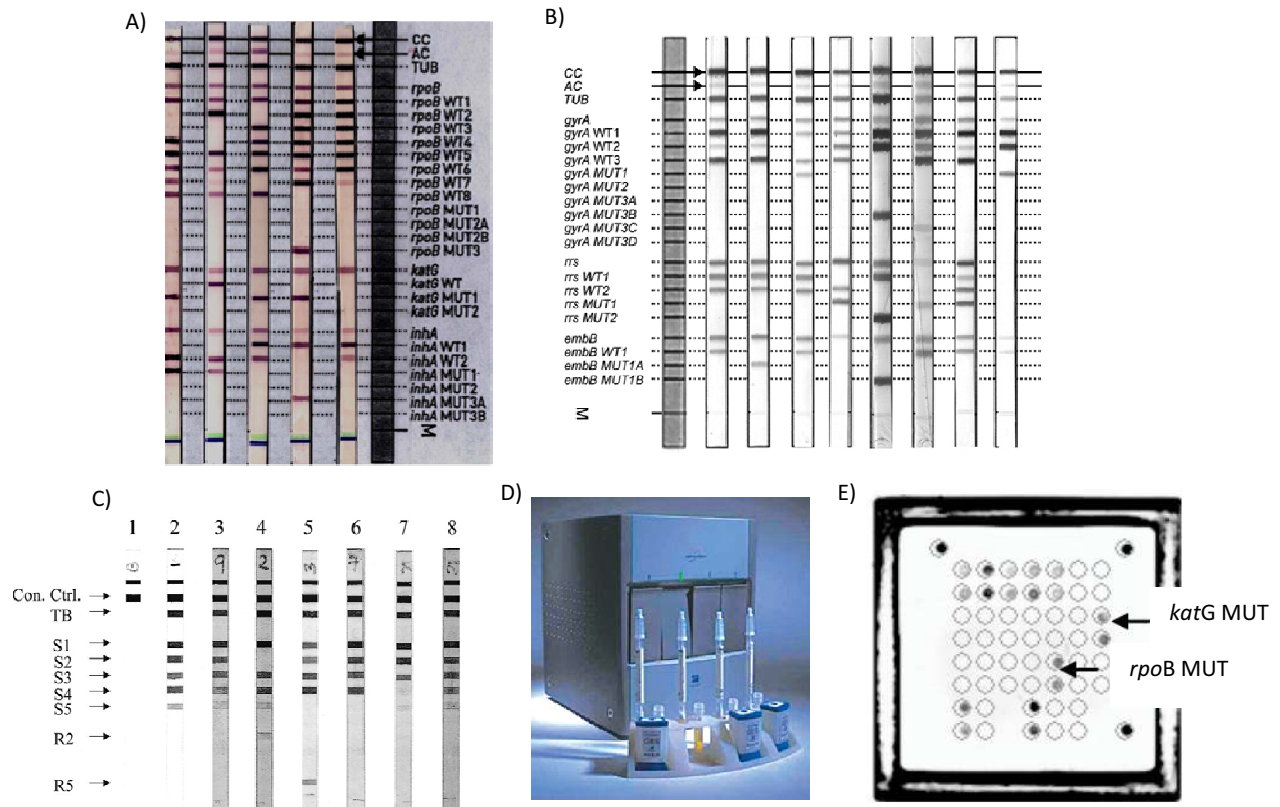 A)
CC
AC
TUB
rpoB
rpoB WT1
rpoB WT2
rpoB WT3
rpoB WT4
rpoB WT5
rpoB WT6
rpoB WT7
rpoB WT8
rpoB MUT1
rpoB MUT2A
rpoB MUT2B
rpoB MUT3
katG
katG WT
katG MUT1
katG MUT2
inhA
inhA WT1
inhA WT2
inhA MUT1
inhA MUT2
inhA MUT3A
inhA MUT3B
M
B)
CC
AC
TUB
gyrA
gyrA WT1
gyrA WT2
gyrA WT3
gyrA MUT1
gyrA MUT2
gyrA MUT3A
gyrA MUT3B
gyrA MUT3C
gyrA MUT3D
rrs
rrs WT1
rrs WT2
rrs MUT1
rrs MUT2
embB
embB WT1
embB MUT1A
embB MUT1B
M
C)
1 2 3 4 5 6 7 8
Con. Ctrl.
TB
S1
S2
S3
S4
S5
R2
R5
D)
E)
katG MUT
rpoB MUT